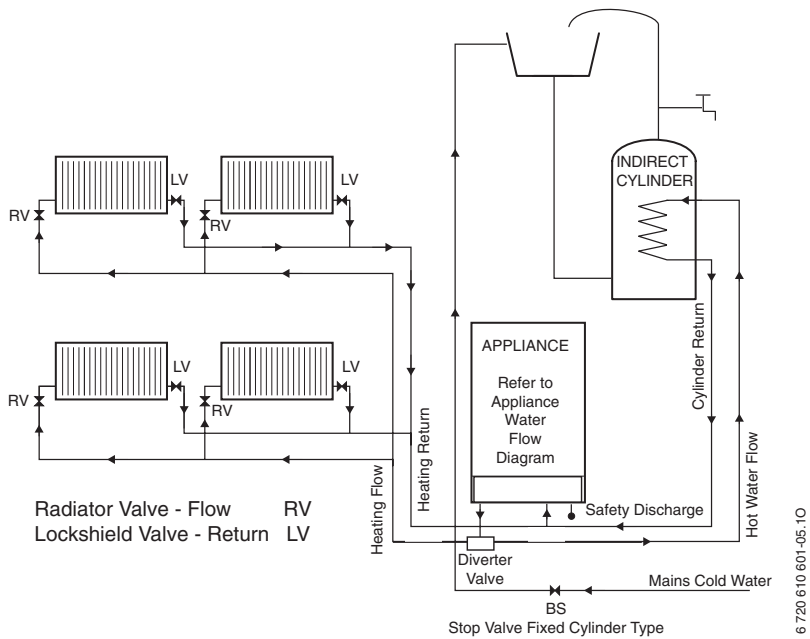 INDIRECT
CYLINDER
LV
LV
RV
RV
APPLIANCE
Refer to
Appliance
Water
Flow
Diagram
Cylinder Return
Hot Water Flow
LV
LV
RV
RV
Heating Flow
Heating Return
Radiator Valve - Flow RV
Lockshield Valve - Return LV
Safety Discharge
Diverter
Valve
Mains Cold Water
BS
Stop Valve Fixed Cylinder Type
6 720 610 601-05.1O